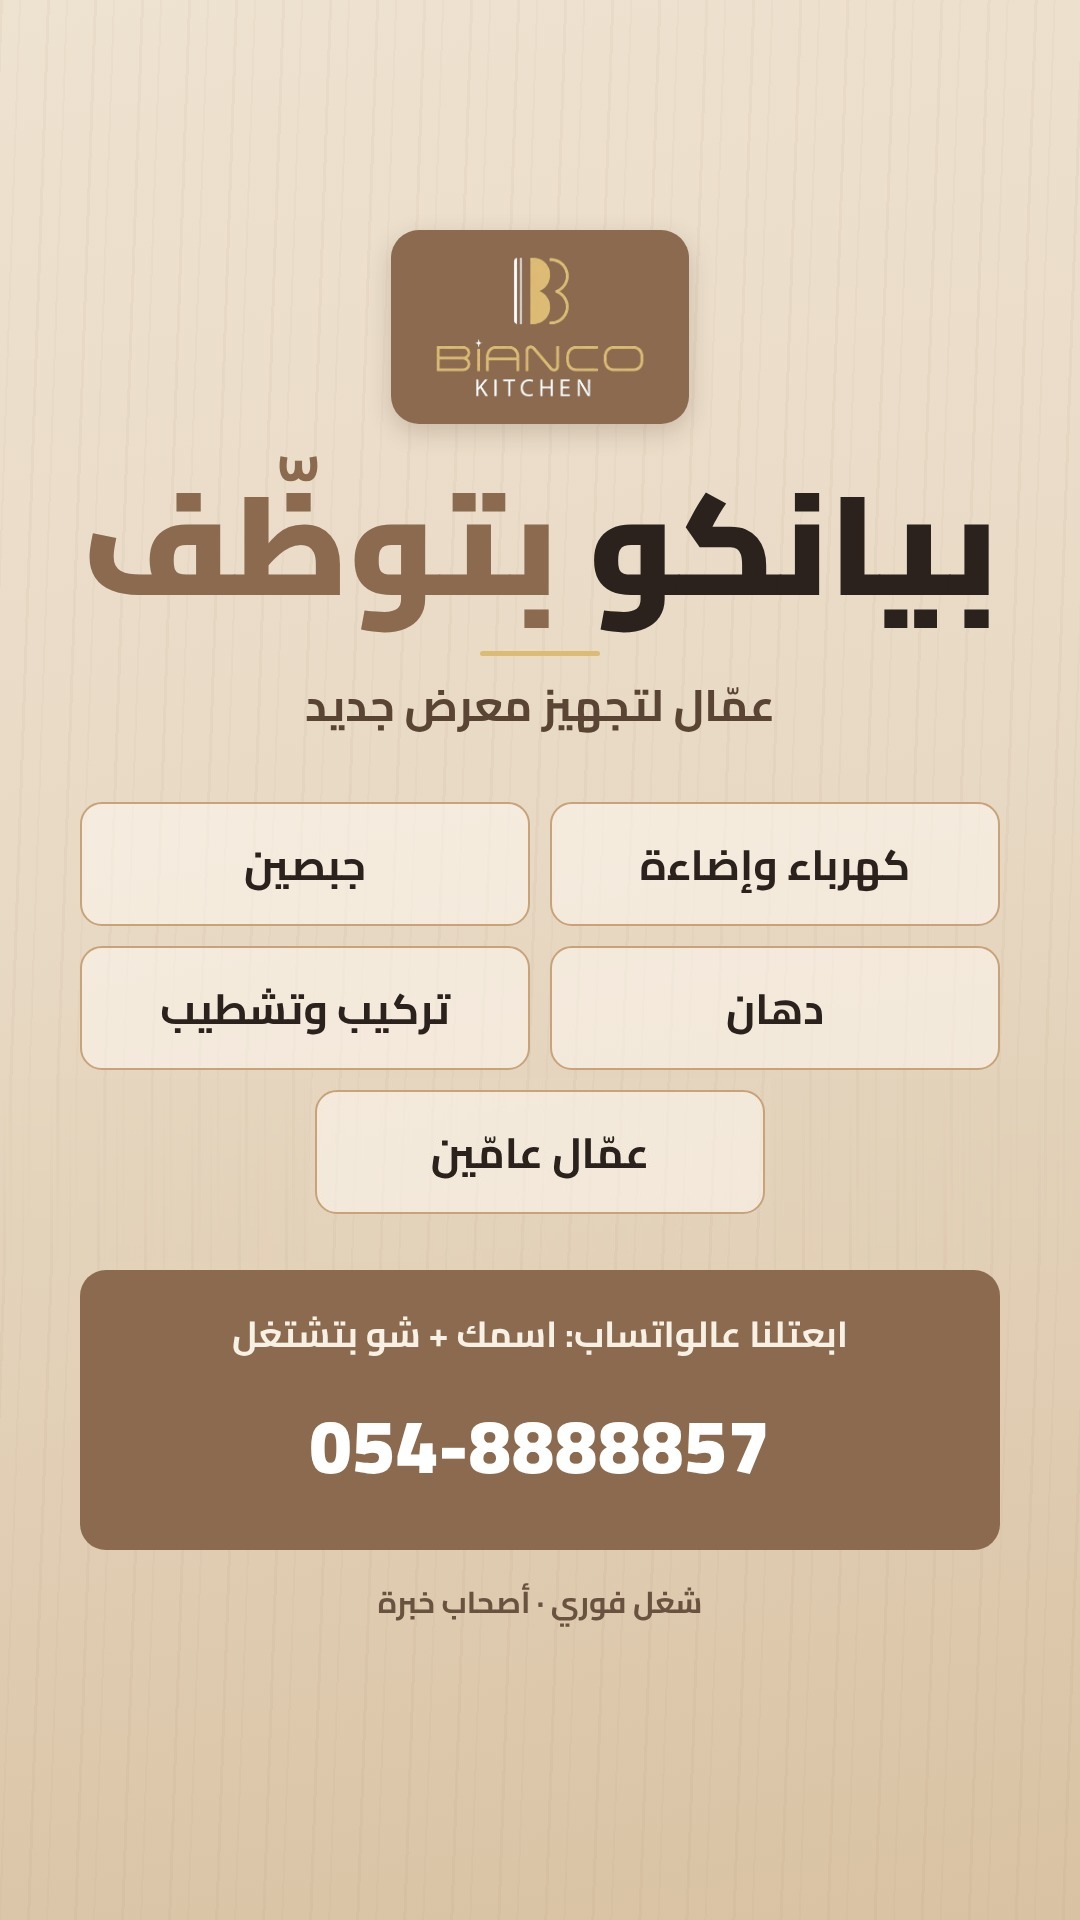 BiANCO
KITCHEN
بيانكو بتوظّف
عمّال لتجهيز معرض جديد
كهرباء وإضاءة
جبصين
دهان
تركيب وتشطيب
عمّال عامّين
ابعتلنا عالواتساب: اسمك + شو بتشتغل
054-8888857
شغل فوري · أصحاب خبرة